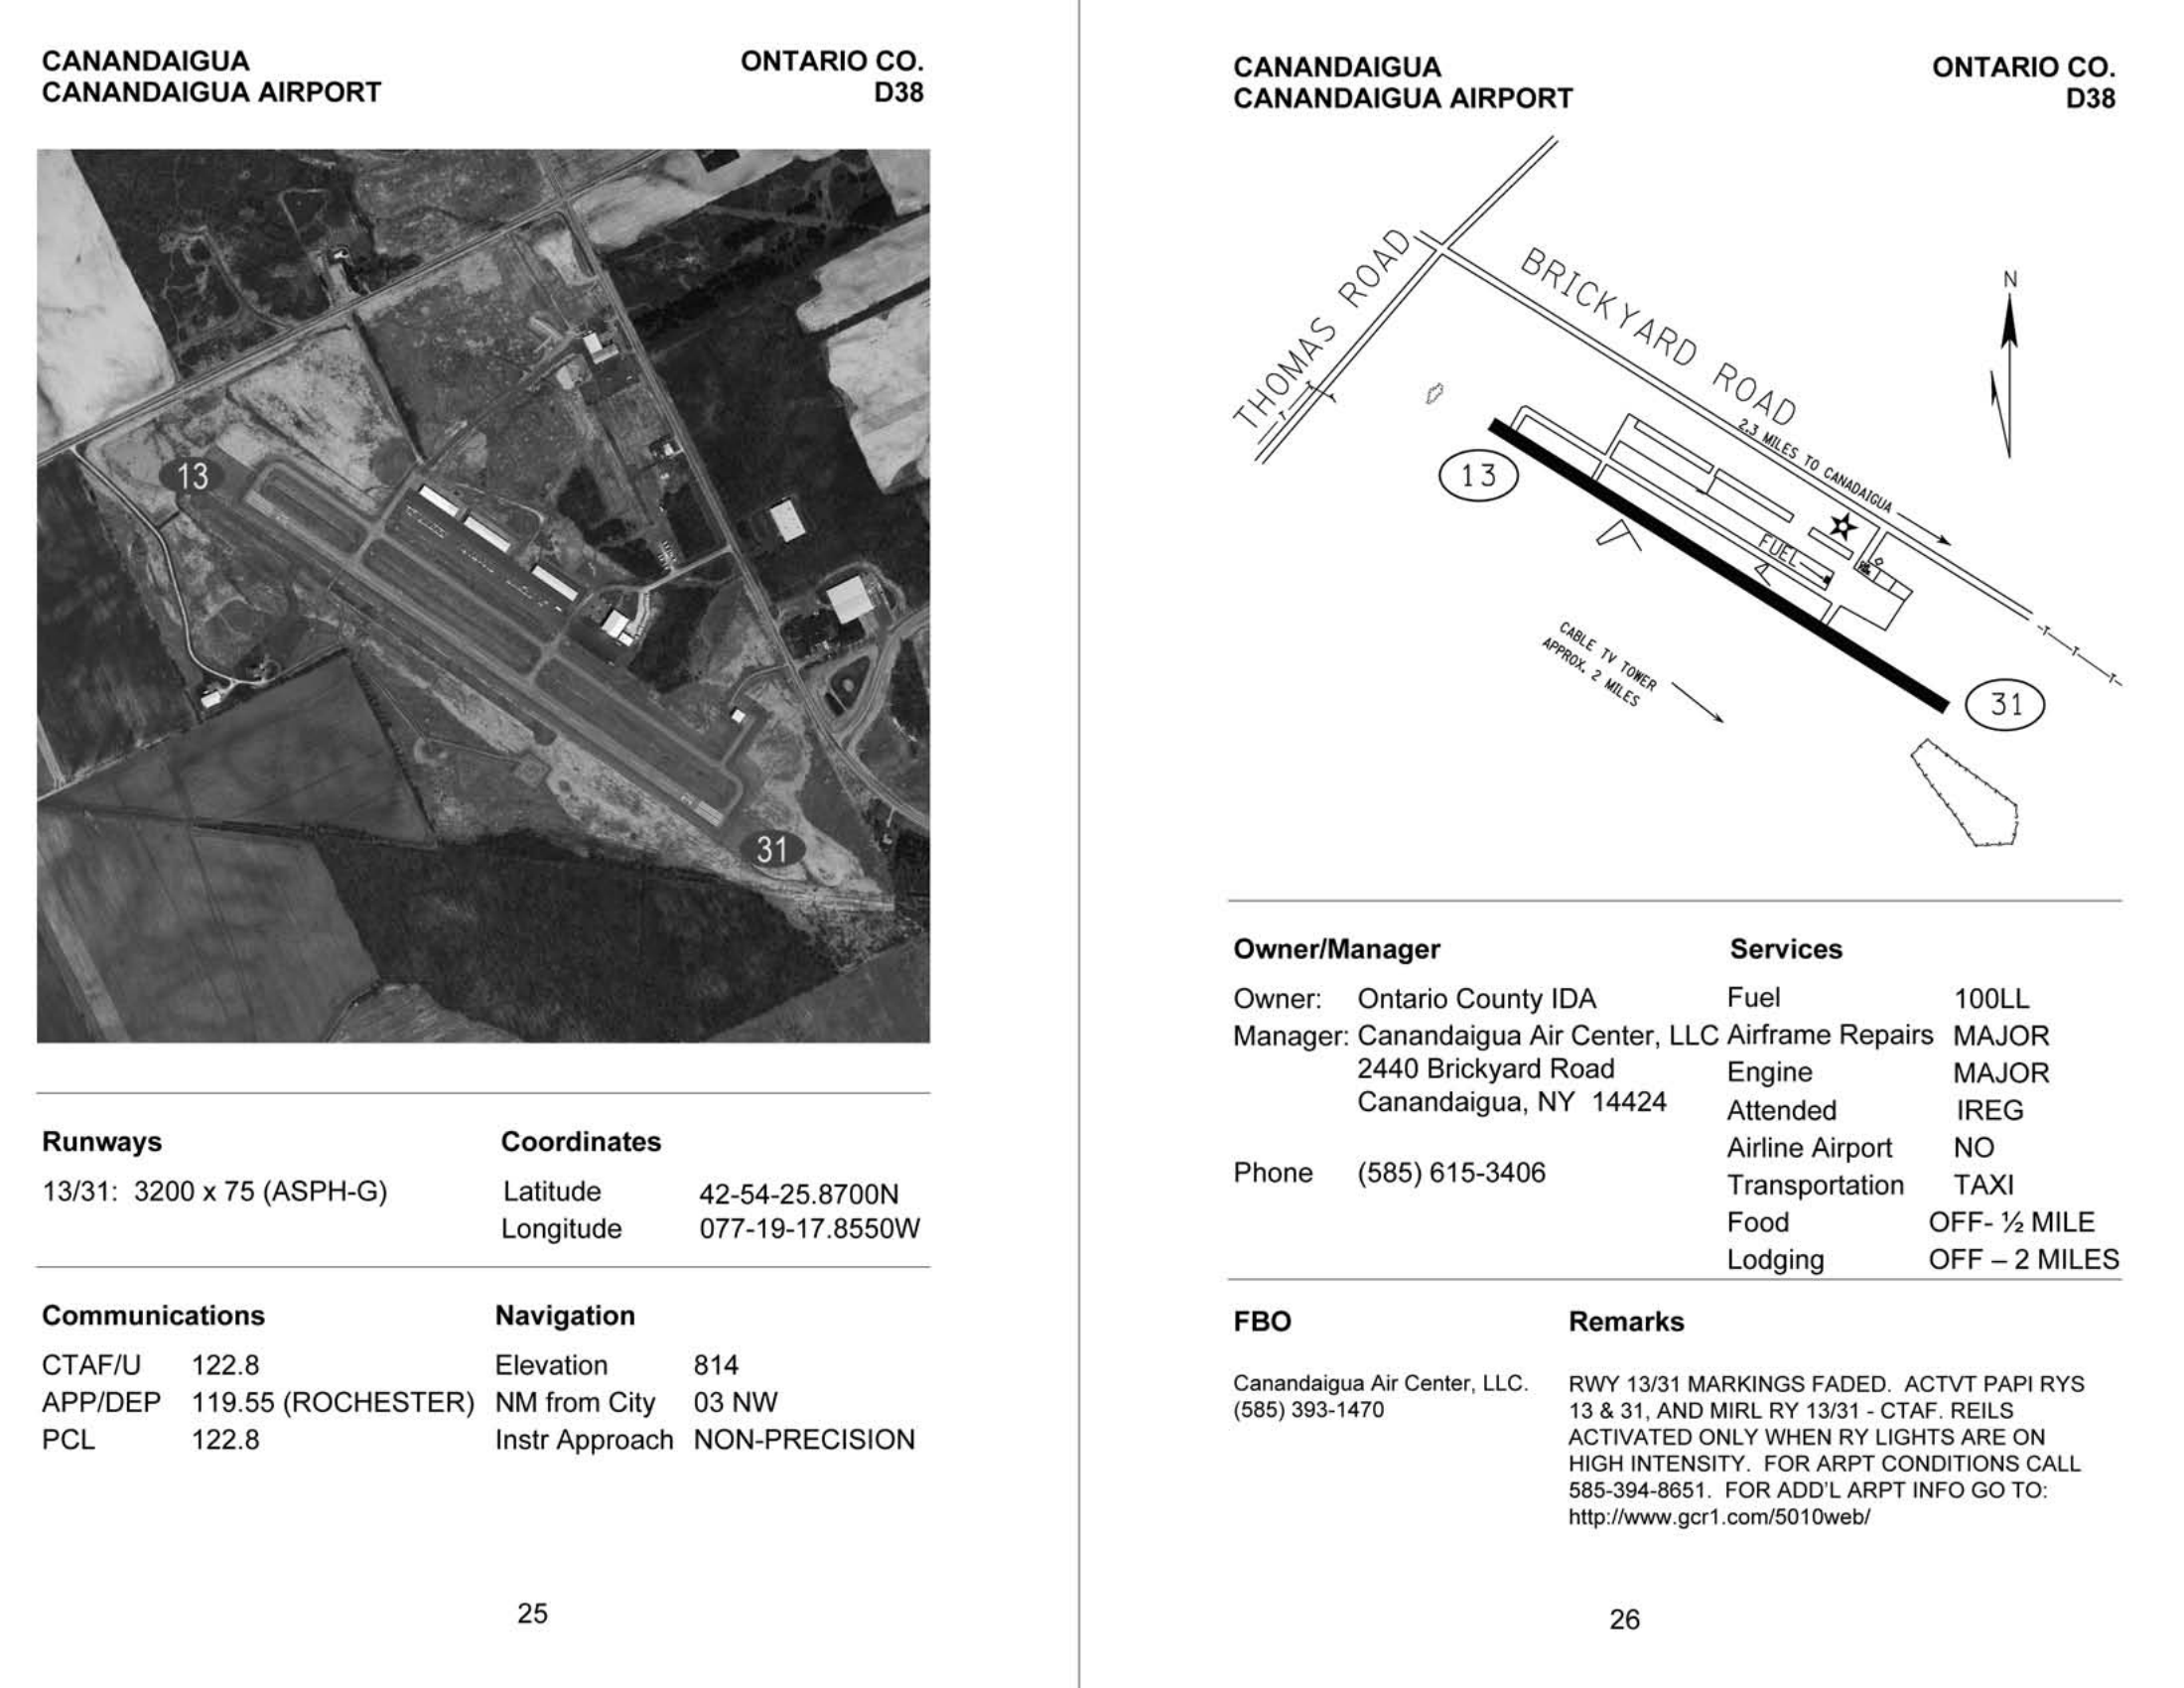 CANANDAIGUA
CANANDAIGUA AIRPORT
ONTARIO CO.
D38
13
31
Runways
13/31: 3200 x 75 (ASPH-G)
Coordinates
Latitude 42-54-25.8700N
Longitude 077-19-17.8550W
Communications
CTAF/U 122.8
APP/DEP 119.55 (ROCHESTER)
PCL 122.8
Navigation
Elevation 814
NM from City 03 NW
Instr Approach NON-PRECISION
25
CANANDAIGUA
CANANDAIGUA AIRPORT
ONTARIO CO.
D38
THOMAS ROAD
BRICKYARD ROAD
2.3 MILES TO CANADAIGUA
N
13
FUEL
CABLE TV TOWER
APPROX. 2 MILES
31
Owner/Manager
Owner: Ontario County IDA
Manager: Canandaigua Air Center, LLC
2440 Brickyard Road
Canandaigua, NY 14424
Phone (585) 615-3406
Services
Fuel 100LL
Airframe Repairs MAJOR
Engine MAJOR
Attended IREG
Airline Airport NO
Transportation TAXI
Food OFF- ½ MILE
Lodging OFF – 2 MILES
FBO
Canandaigua Air Center, LLC.
(585) 393-1470
Remarks
RWY 13/31 MARKINGS FADED. ACTVT PAPI RYS
13 & 31, AND MIRL RY 13/31 - CTAF. REILS
ACTIVATED ONLY WHEN RY LIGHTS ARE ON
HIGH INTENSITY. FOR ARPT CONDITIONS CALL
585-394-8651. FOR ADD'L ARPT INFO GO TO:
http://www.gcr1.com/5010web/
26